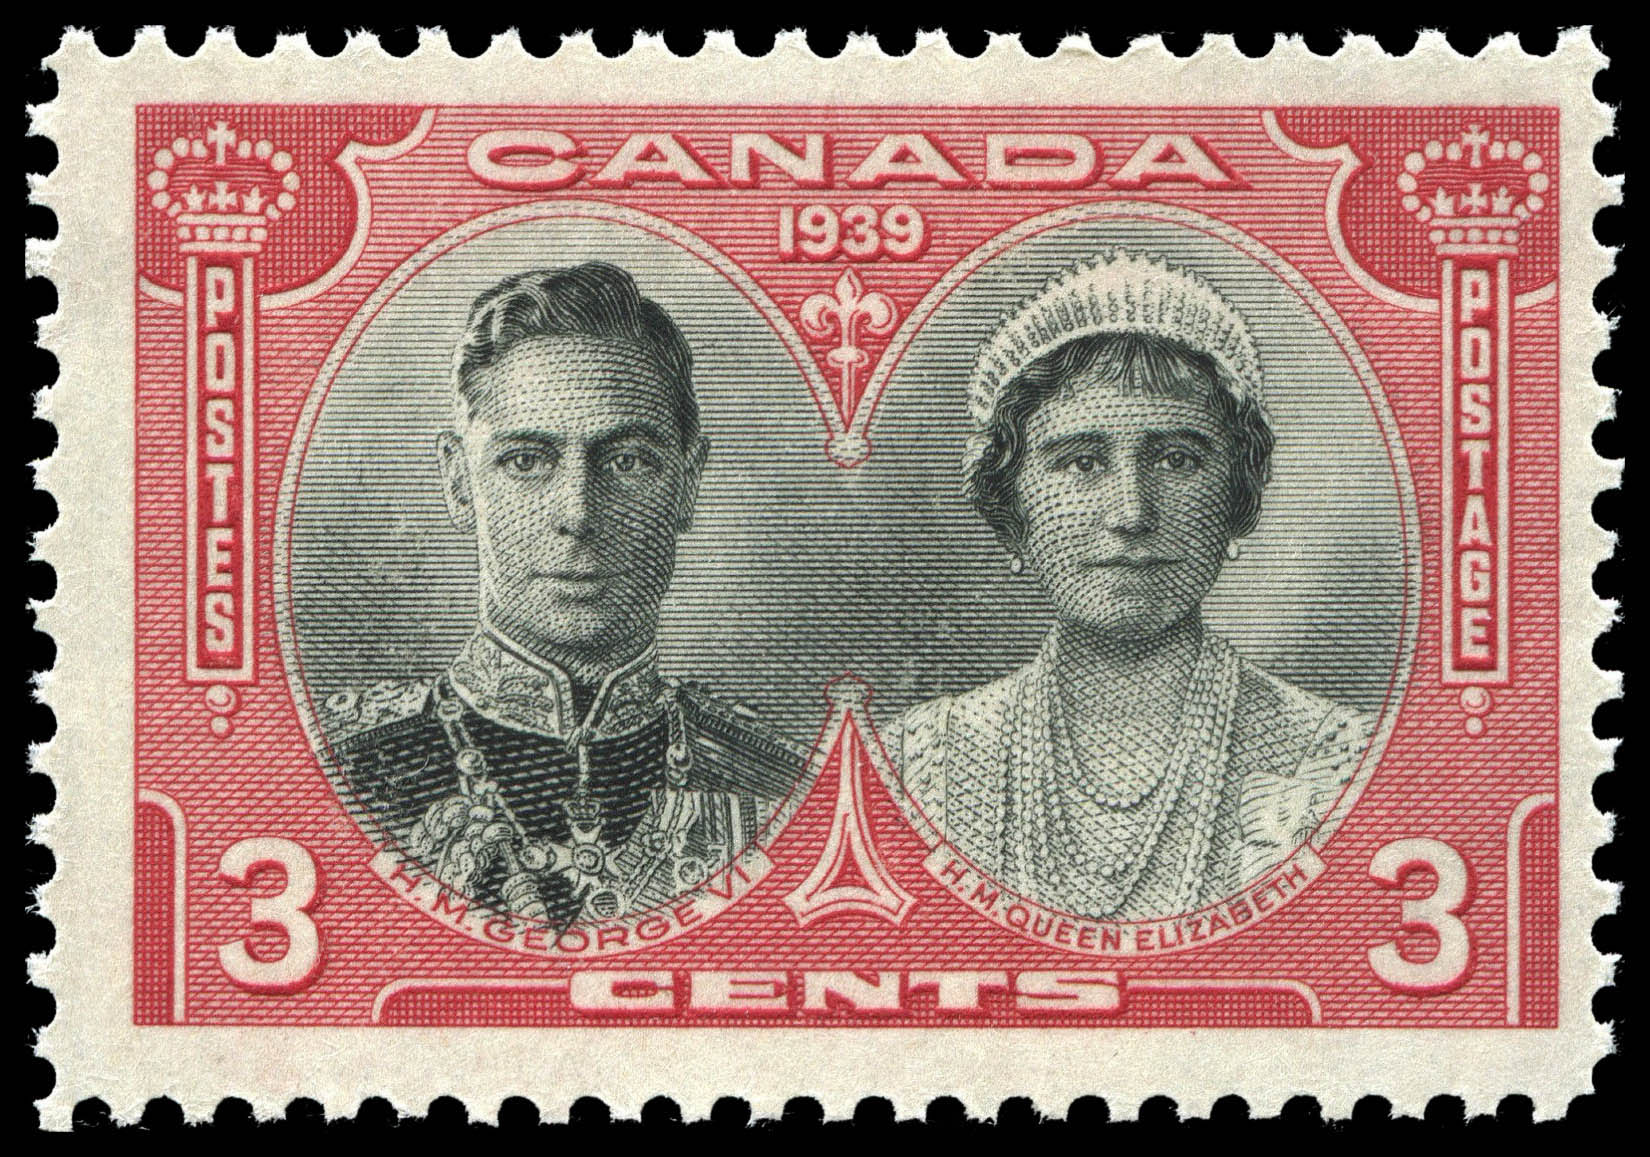 CANADA
1939
POSTES
POSTAGE
H. M. GEORGE VI
H. M. QUEEN ELIZABETH
3
3
CENTS